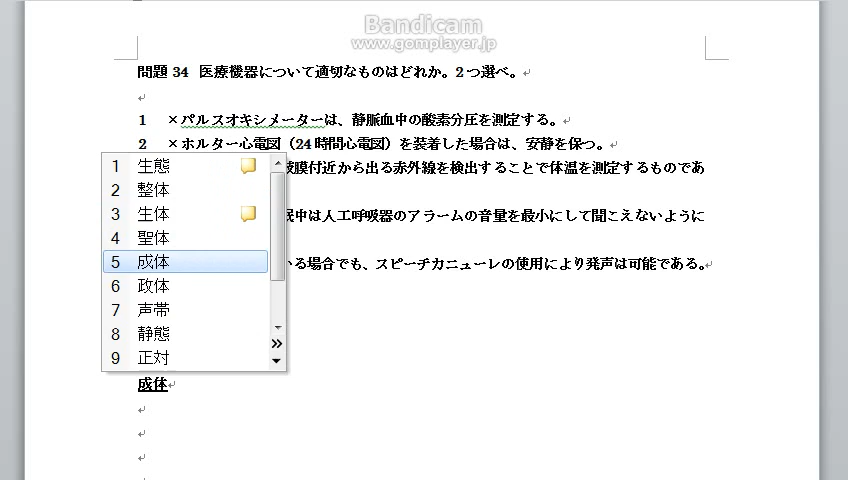 Bandicam
www.gomplayer.jp
問題 34 医療機器について適切なものはどれか。2つ選べ。
1 ×パルスオキシメーターは、静脈血中の酸素分圧を測定する。
2 ×ホルター心電図（24時間心電図）を装着した場合は、安静を保つ。
膜付近から出る赤外線を検出することで体温を測定するものであ
中は人工呼吸器のアラームの音量を最小にして聞こえないように
いる場合でも、スピーチカニューレの使用により発声は可能である。
1 生態
2 整体
3 生体
4 聖体
5 成体
6 政体
7 声帯
8 静態
9 正対
成体